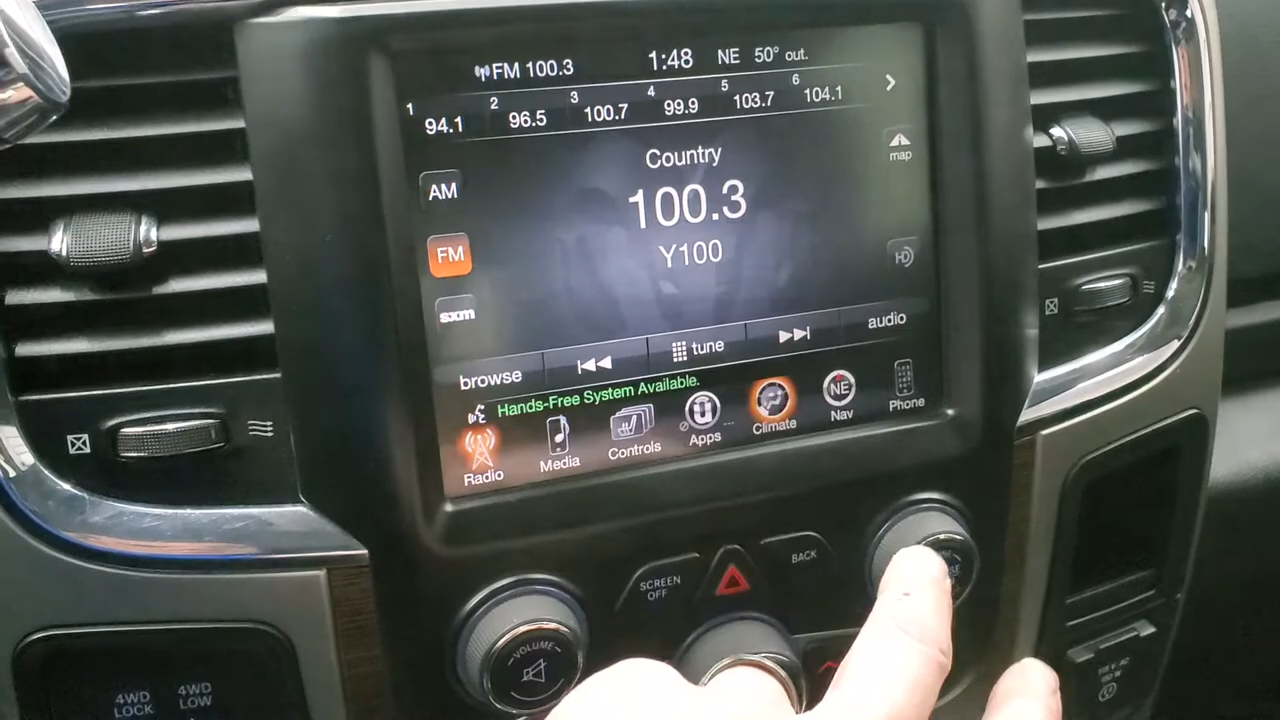 FM 100.3 1:48 NE 50° out.
1 94.1 2 96.5 3 100.7 4 99.9 5 103.7 6 104.1
Country
map
AM
100.3
FM
Y100
HD
sxm
browse tune audio
Hands-Free System Available.
Radio Media Controls Apps Climate NE Nav Phone
SCREEN
OFF
BACK
VOLUME
4WD
LOCK
4WD
LOW